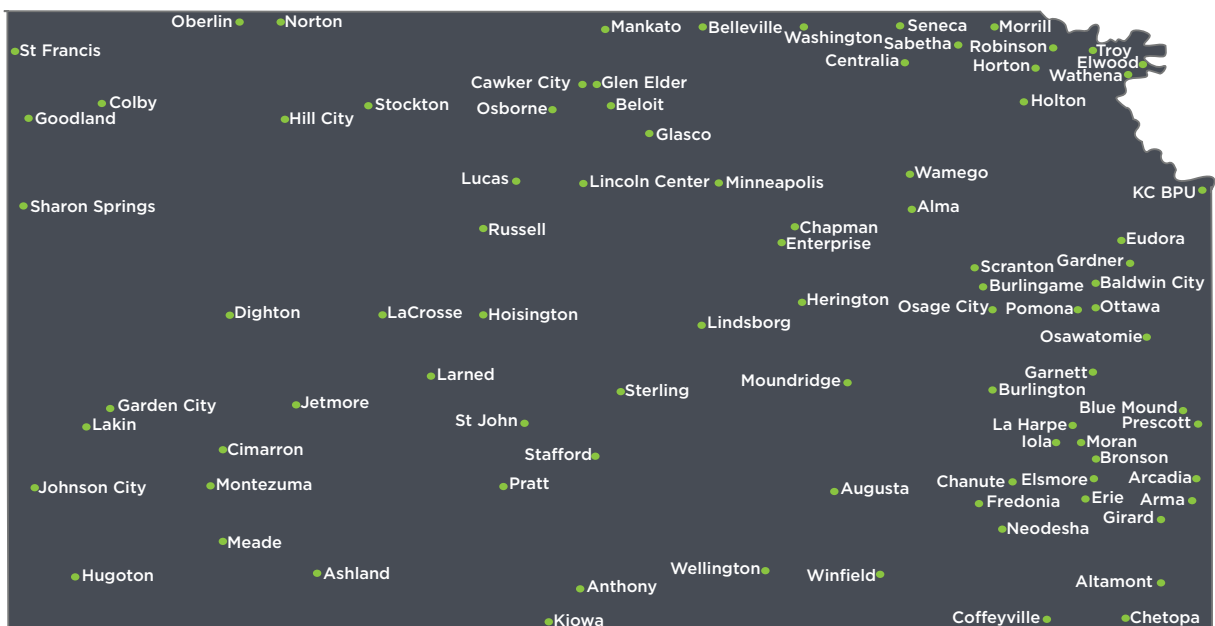 Oberlin
Norton
Mankato
Belleville
Washington
Seneca
Morrill
St Francis
Sabetha
Robinson
Troy
Centralia
Horton
Elwood
Wathena
Cawker City
Glen Elder
Colby
Stockton
Osborne
Beloit
Holton
Goodland
Hill City
Glasco
Wamego
Lucas
Lincoln Center
Minneapolis
KC BPU
Sharon Springs
Alma
Russell
Chapman
Enterprise
Eudora
Scranton
Gardner
Burlingame
Baldwin City
Herington
Osage City
Pomona
Ottawa
Dighton
LaCrosse
Hoisington
Lindsborg
Osawatomie
Larned
Sterling
Moundridge
Garnett
Burlington
Garden City
Jetmore
Blue Mound
Lakin
St John
La Harpe
Prescott
Iola
Moran
Cimarron
Stafford
Bronson
Johnson City
Montezuma
Pratt
Augusta
Chanute
Elsmore
Arcadia
Fredonia
Erie
Arma
Girard
Neodesha
Meade
Hugoton
Ashland
Anthony
Wellington
Winfield
Altamont
Kiowa
Coffeyville
Chetopa